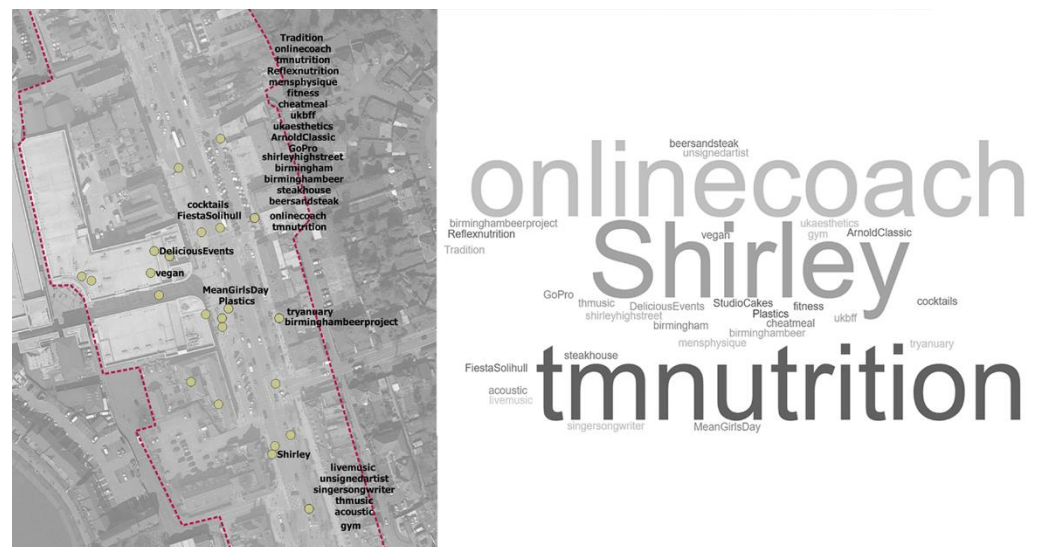 Tradition
onlinecoach
tmnutrition
Reflexnutrition
mensphysique
fitness
cheatmeal
ukbff
ukaesthetics
ArnoldClassic
GoPro
shirleyhighstreet
birmingham
birminghambeer
steakhouse
beersandsteak
cocktails
FiestaSolihull
onlinecoach
tmnutrition
DeliciousEvents
vegan
MeanGirlsDay
Plastics
tryanuary
birminghambeerproject
Shirley
livemusic
unsignedartist
singersongwriter
thmusic
acoustic
gym
beersandsteak
unsignedartist
onlinecoach
birminghambeerproject
ukaesthetics
Reflexnutrition
vegan
gym
ArnoldClassic
Tradition
Shirley
GoPro
thmusic
DeliciousEvents
StudioCakes
fitness
cocktails
shirleyhighstreet
Plastics
ukbff
birmingham
cheatmeal
birminghambeer
mensphysique
tryanuary
steakhouse
FiestaSolihull
tmnutrition
acoustic
livemusic
singersongwriter
MeanGirlsDay